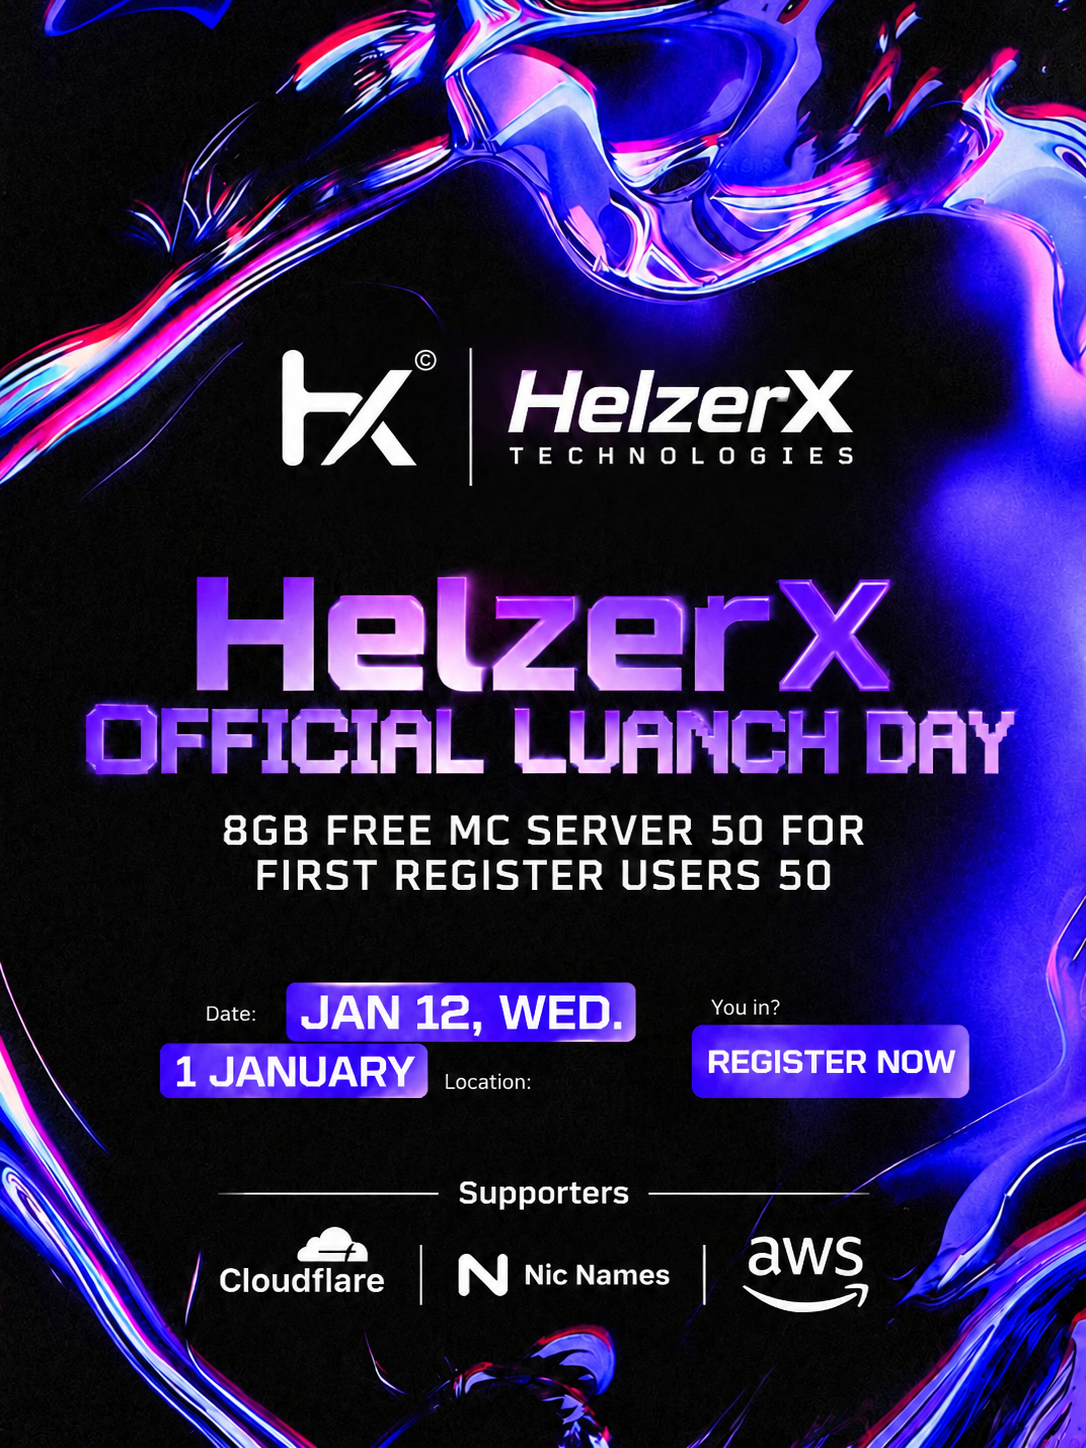 HX ©
HelzerX
TECHNOLOGIES
HelzerX
OFFICIAL LUANCH DAY
8GB FREE MC SERVER 50 FOR
FIRST REGISTER USERS 50
Date: JAN 12, WED.
1 JANUARY Location:
You in?
REGISTER NOW
Supporters
Cloudflare
N Nic Names
aws